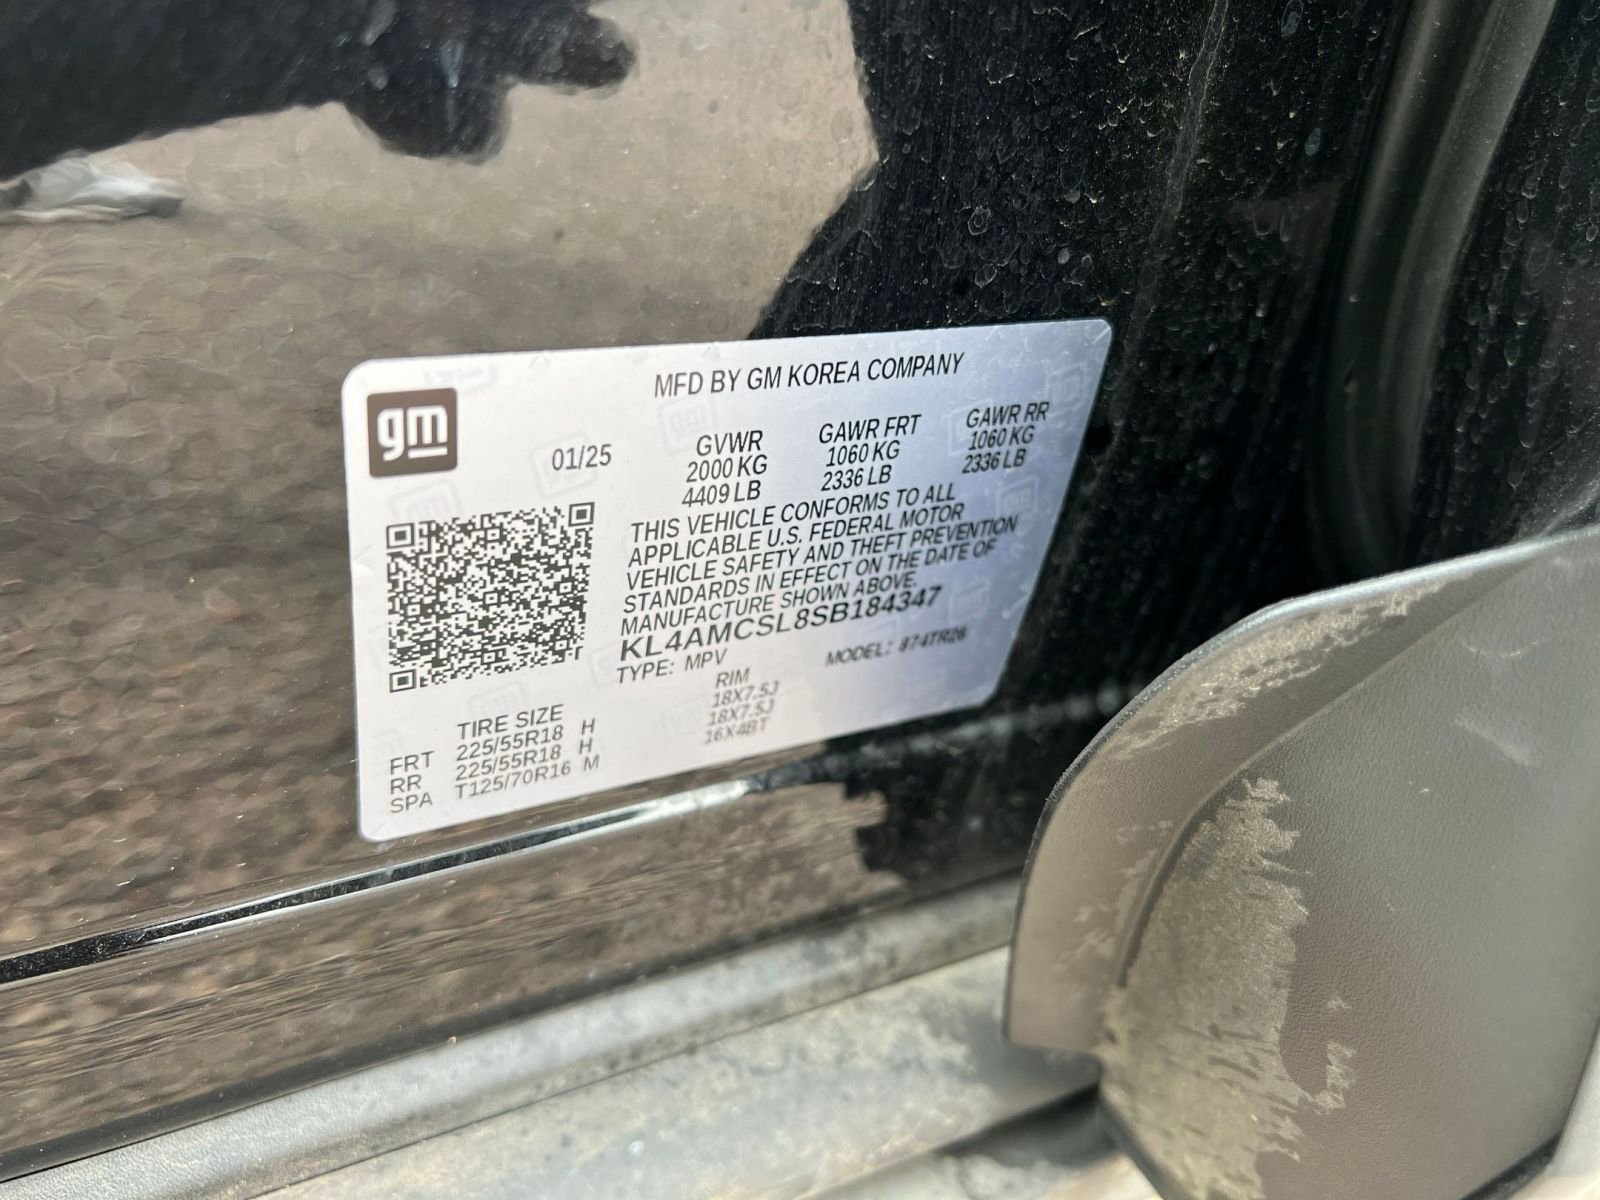 gm
MFD BY GM KOREA COMPANY
01/25
GVWR GAWR FRT GAWR RR
2000 KG 1060 KG 1060 KG
4409 LB 2336 LB 2336 LB
THIS VEHICLE CONFORMS TO ALL
APPLICABLE U.S. FEDERAL MOTOR
VEHICLE SAFETY AND THEFT PREVENTION
STANDARDS IN EFFECT ON THE DATE OF
MANUFACTURE SHOWN ABOVE.
KL4AMCSL8SB184347
TYPE: MPV MODEL: 874TR26
TIRE SIZE RIM
FRT 225/55R18 H 18X7.5J
RR 225/55R18 H 18X7.5J
SPA T125/70R16 M 16X4BT